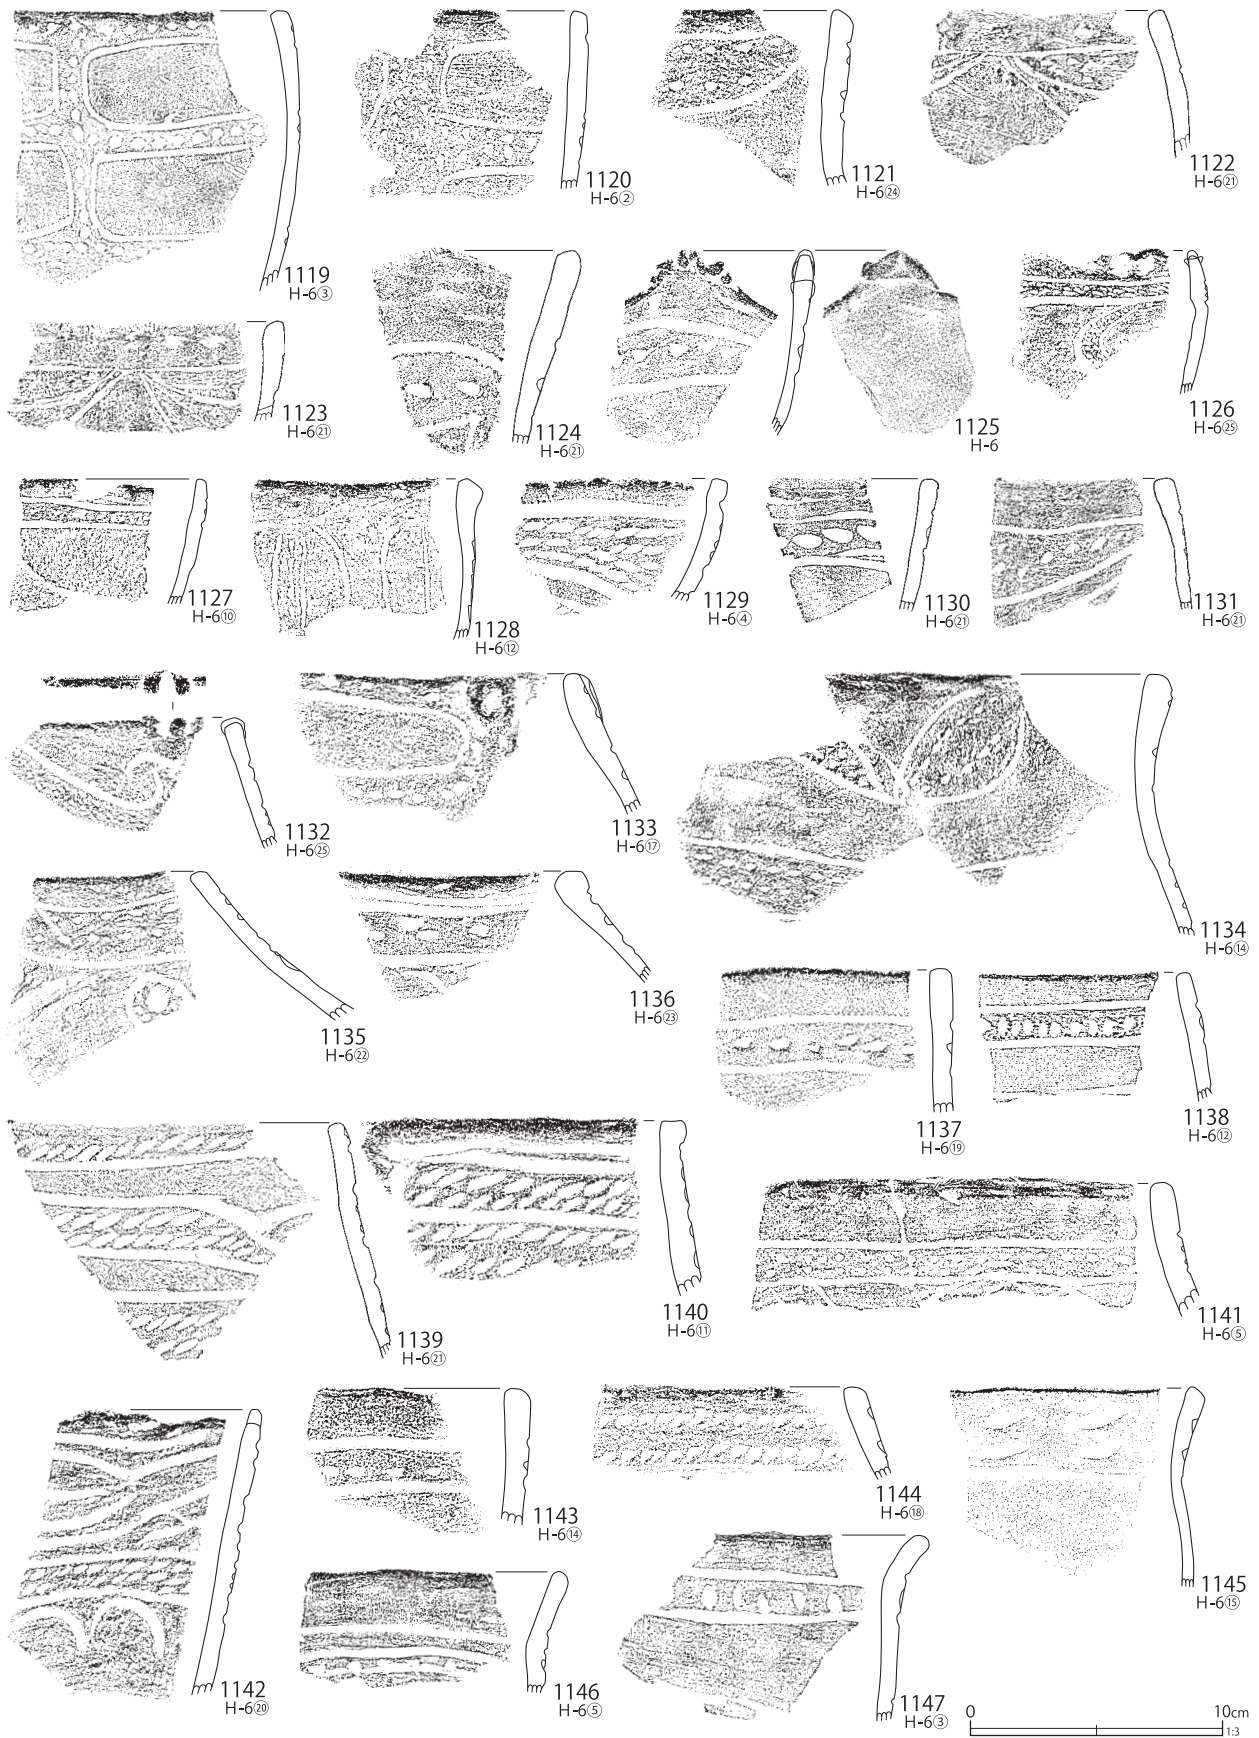 1119
H-6③
1120
H-6②
1121
H-6㉔
1122
H-6㉑
1123
H-6㉑
1124
H-6㉑
1125
H-6
1126
H-6㉕
1127
H-6⑩
1128
H-6⑫
1129
H-6④
1130
H-6㉑
1131
H-6㉑
1132
H-6㉕
1133
H-6⑰
1134
H-6⑭
1135
H-6㉒
1136
H-6㉓
1137
H-6⑲
1138
H-6⑫
1139
H-6㉑
1140
H-6⑪
1141
H-6⑤
1142
H-6⑳
1143
H-6⑭
1144
H-6⑱
1145
H-6⑮
1146
H-6⑤
1147
H-6③
0 10cm
1:3